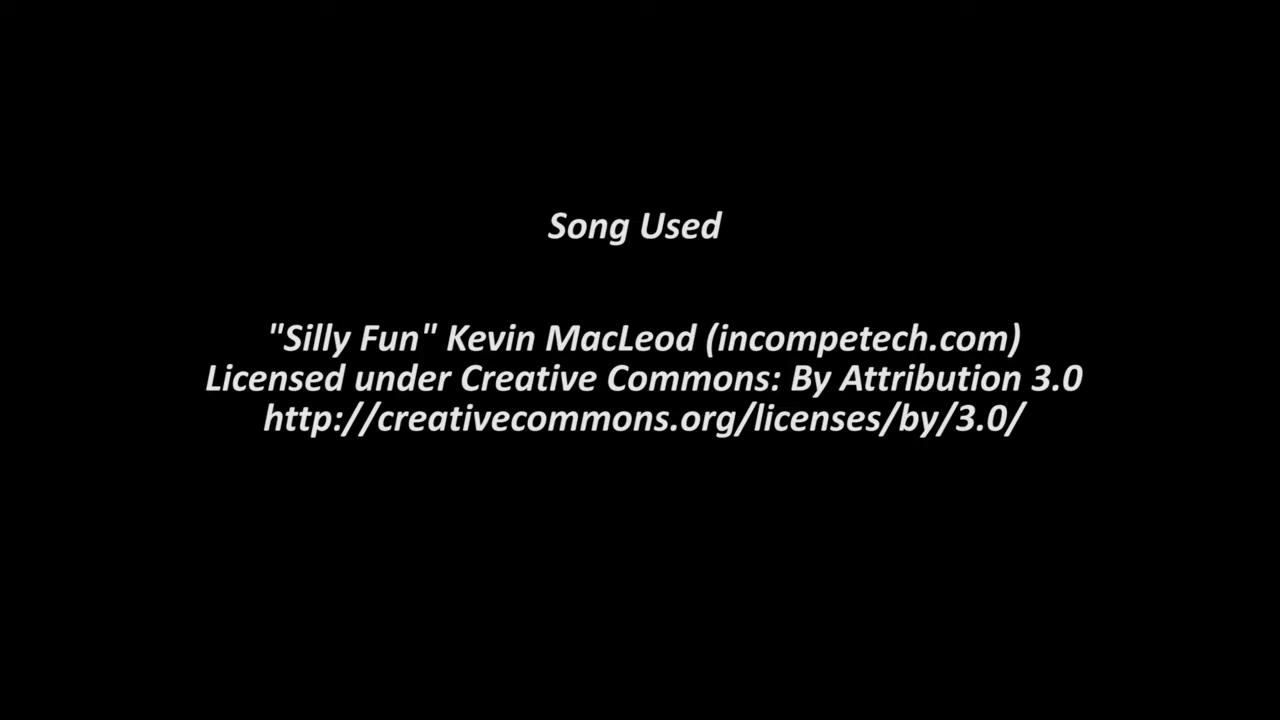 Song Used
"Silly Fun" Kevin MacLeod (incompetech.com)
Licensed under Creative Commons: By Attribution 3.0
http://creativecommons.org/licenses/by/3.0/